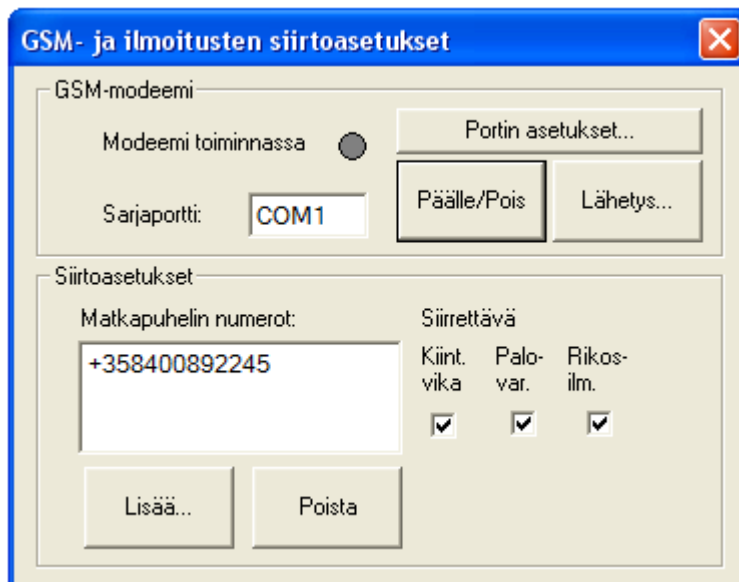 GSM- ja ilmoitusten siirtoasetukset
GSM-modeemi
Modeemi toiminnassa
Portin asetukset...
Sarjaportti:
COM1
Päälle/Pois
Lähetys...
Siirtoasetukset
Matkapuhelin numerot:
Siirrettävä
+358400892245
Kiint. Palo- Rikos-
vika var. ilm.
Lisää...
Poista